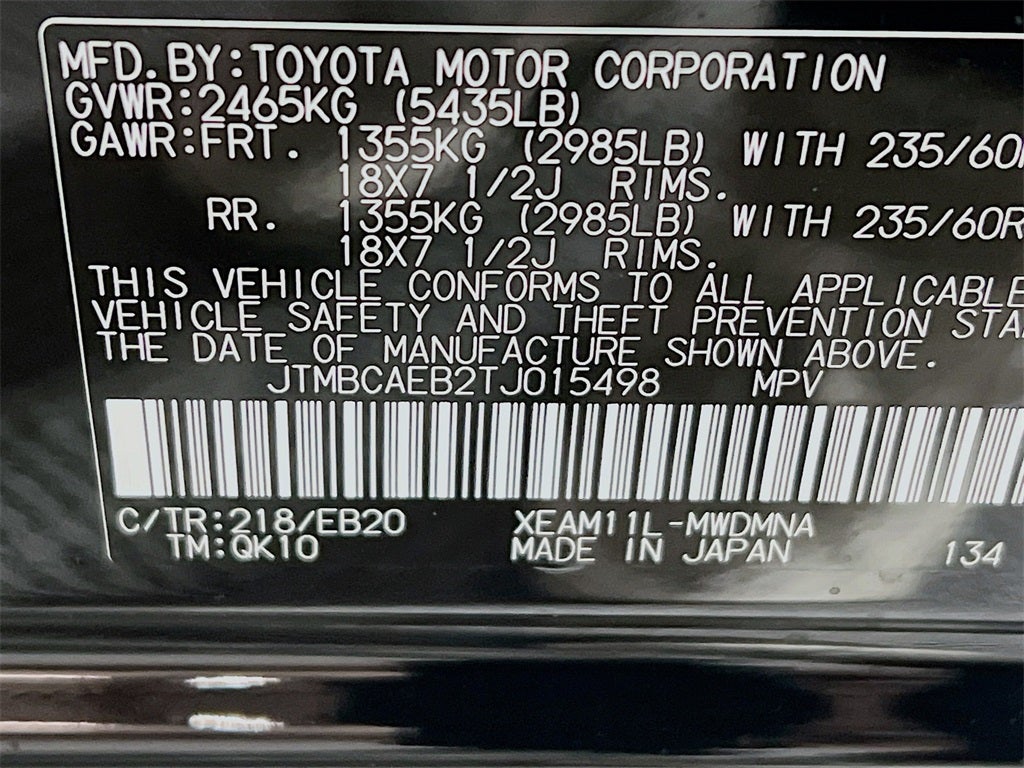 MFD.BY:TOYOTA MOTOR CORPORATION
GVWR:2465KG (5435LB)
GAWR:FRT. 1355KG (2985LB) WITH 235/60R
18X7 1/2J RIMS.
RR. 1355KG (2985LB) WITH 235/60R
18X7 1/2J RIMS.
THIS VEHICLE CONFORMS TO ALL APPLICABLE
VEHICLE SAFETY AND THEFT PREVENTION STA
THE DATE OF MANUFACTURE SHOWN ABOVE.
JTMBCAEB2TJ015498 MPV
C/TR:218/EB20 XEAM11L-MWDMNA
TM:QK10 MADE IN JAPAN 134